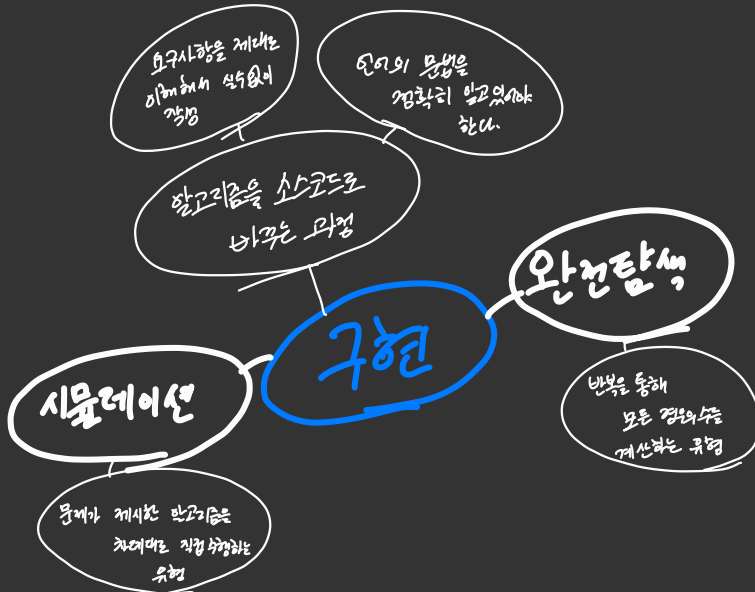 요구사항을 제대로
이해해서 실수없이
작성
언어의 문법을
정확히 알고있어야
한다.
알고리즘을 소스코드로
바꾸는 과정
완전탐색
구현
시뮬레이션
반복을 통해
모든 경우의수를
계산하는 유형
문제가 제시한 알고리즘을
차례대로 직접 수행하는
유형